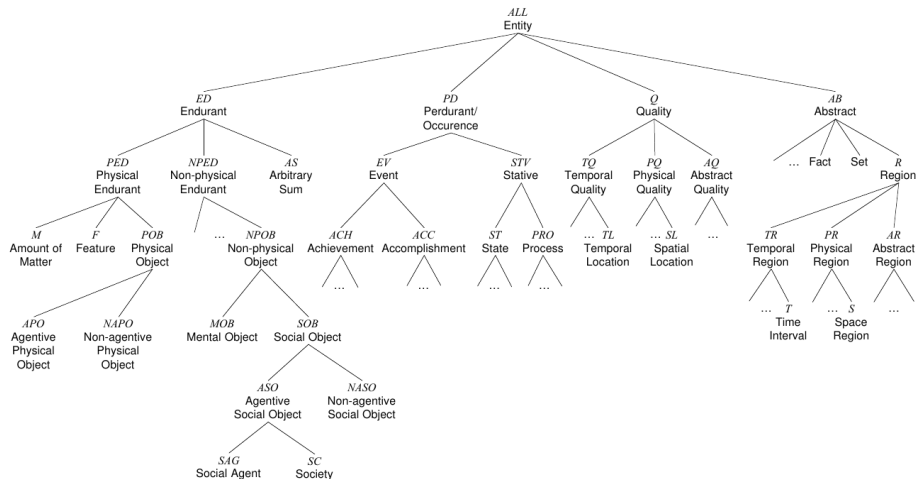 ALL
Entity
ED
Endurant
PD
Perdurant/
Occurence
Q
Quality
AB
Abstract
PED
Physical
Endurant
NPED
Non-physical
Endurant
AS
Arbitrary
Sum
EV
Event
STV
Stative
TQ
Temporal
Quality
PQ
Physical
Quality
AQ
Abstract
Quality
... Fact Set
R
Region
M
Amount of
Matter
F
Feature
POB
Physical
Object
...
NPOB
Non-physical
Object
ACH
Achievement
...
ACC
Accomplishment
...
ST
State
...
PRO
Process
...
... TL
Temporal
Location
... SL
Spatial
Location
...
TR
Temporal
Region
PR
Physical
Region
AR
Abstract
Region
... T
Time
Interval
... S
Space
Region
...
APO
Agentive
Physical
Object
NAPO
Non-agentive
Physical
Object
MOB
Mental Object
SOB
Social Object
ASO
Agentive
Social Object
NASO
Non-agentive
Social Object
SAG
Social Agent
SC
Society